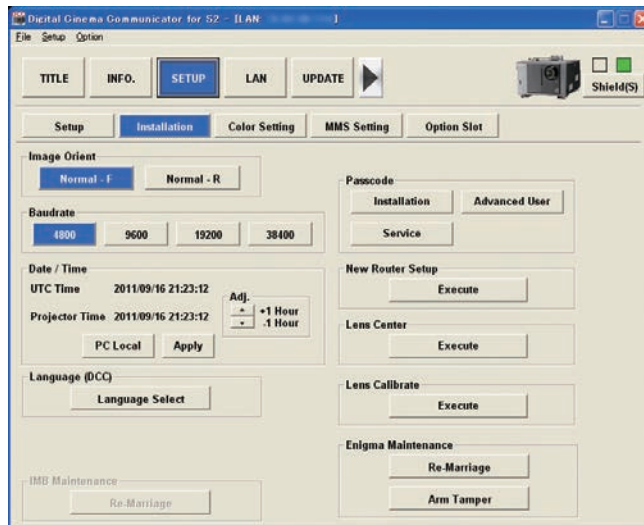 Digital Cinema Communicator for S2 - [LAN: ]
File Setup Option
TITLE INFO. SETUP LAN UPDATE
Shield(S)
Setup Installation Color Setting MMS Setting Option Slot
Image Orient
Normal - F Normal - R
Baudrate
4800 9600 19200 38400
Date / Time
UTC Time 2011/09/16 21:23:12
Projector Time 2011/09/16 21:23:12
Adj.
+1 Hour
-1 Hour
PC Local Apply
Language (DCC)
Language Select
IMB Maintenance
Re-Marriage
Passcode
Installation Advanced User
Service
New Router Setup
Execute
Lens Center
Execute
Lens Calibrate
Execute
Enigma Maintenance
Re-Marriage
Arm Tamper